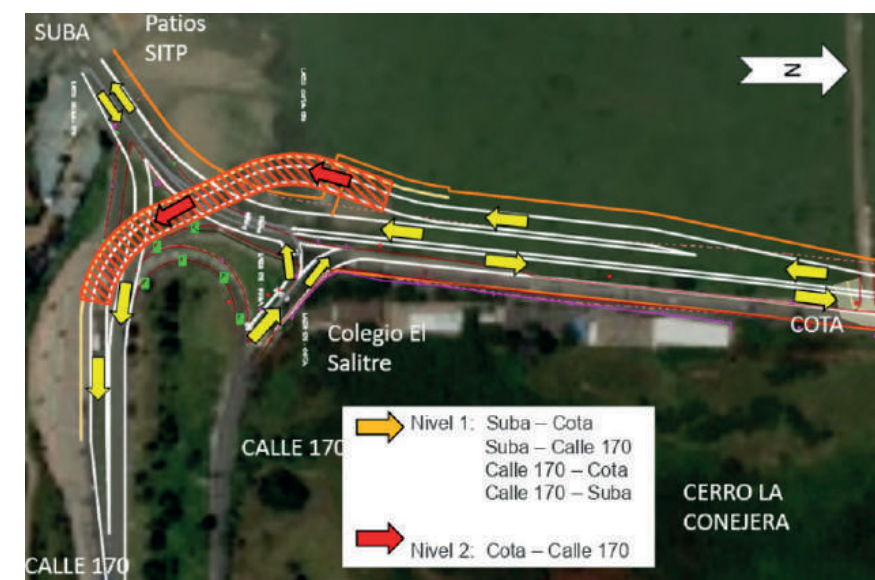 Patios
SITP
SUBA
N
COTA
Colegio El
Salitre
CALLE 170
CALLE 170
CERRO LA
CONEJERA
Nivel 1: Suba – Cota
Suba – Calle 170
Calle 170 – Cota
Calle 170 – Suba
Nivel 2: Cota – Calle 170